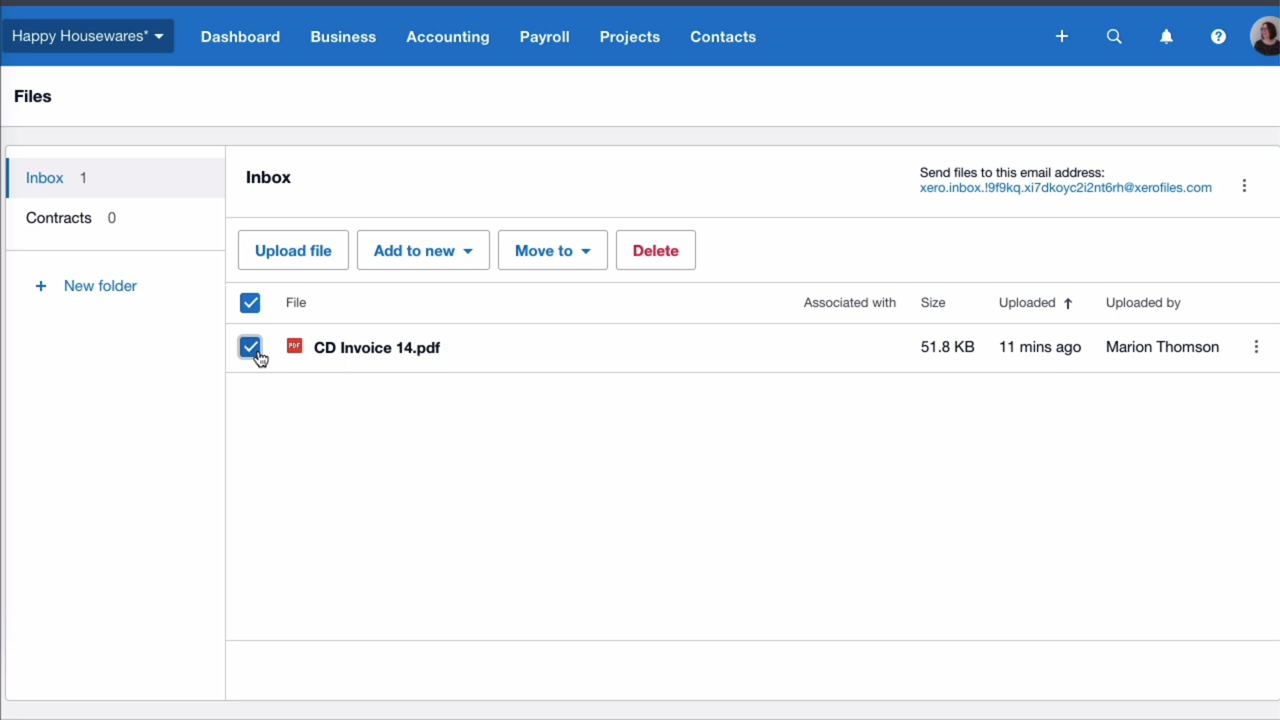 Happy Housewares* Dashboard Business Accounting Payroll Projects Contacts
Files
Inbox 1
Contracts 0
+ New folder
Inbox
Send files to this email address:
xero.inbox.!9f9kq.xi7dkoyc2i2nt6rh@xerofiles.com
Upload file Add to new Move to Delete
File Associated with Size Uploaded ↑ Uploaded by
PDF CD Invoice 14.pdf 51.8 KB 11 mins ago Marion Thomson